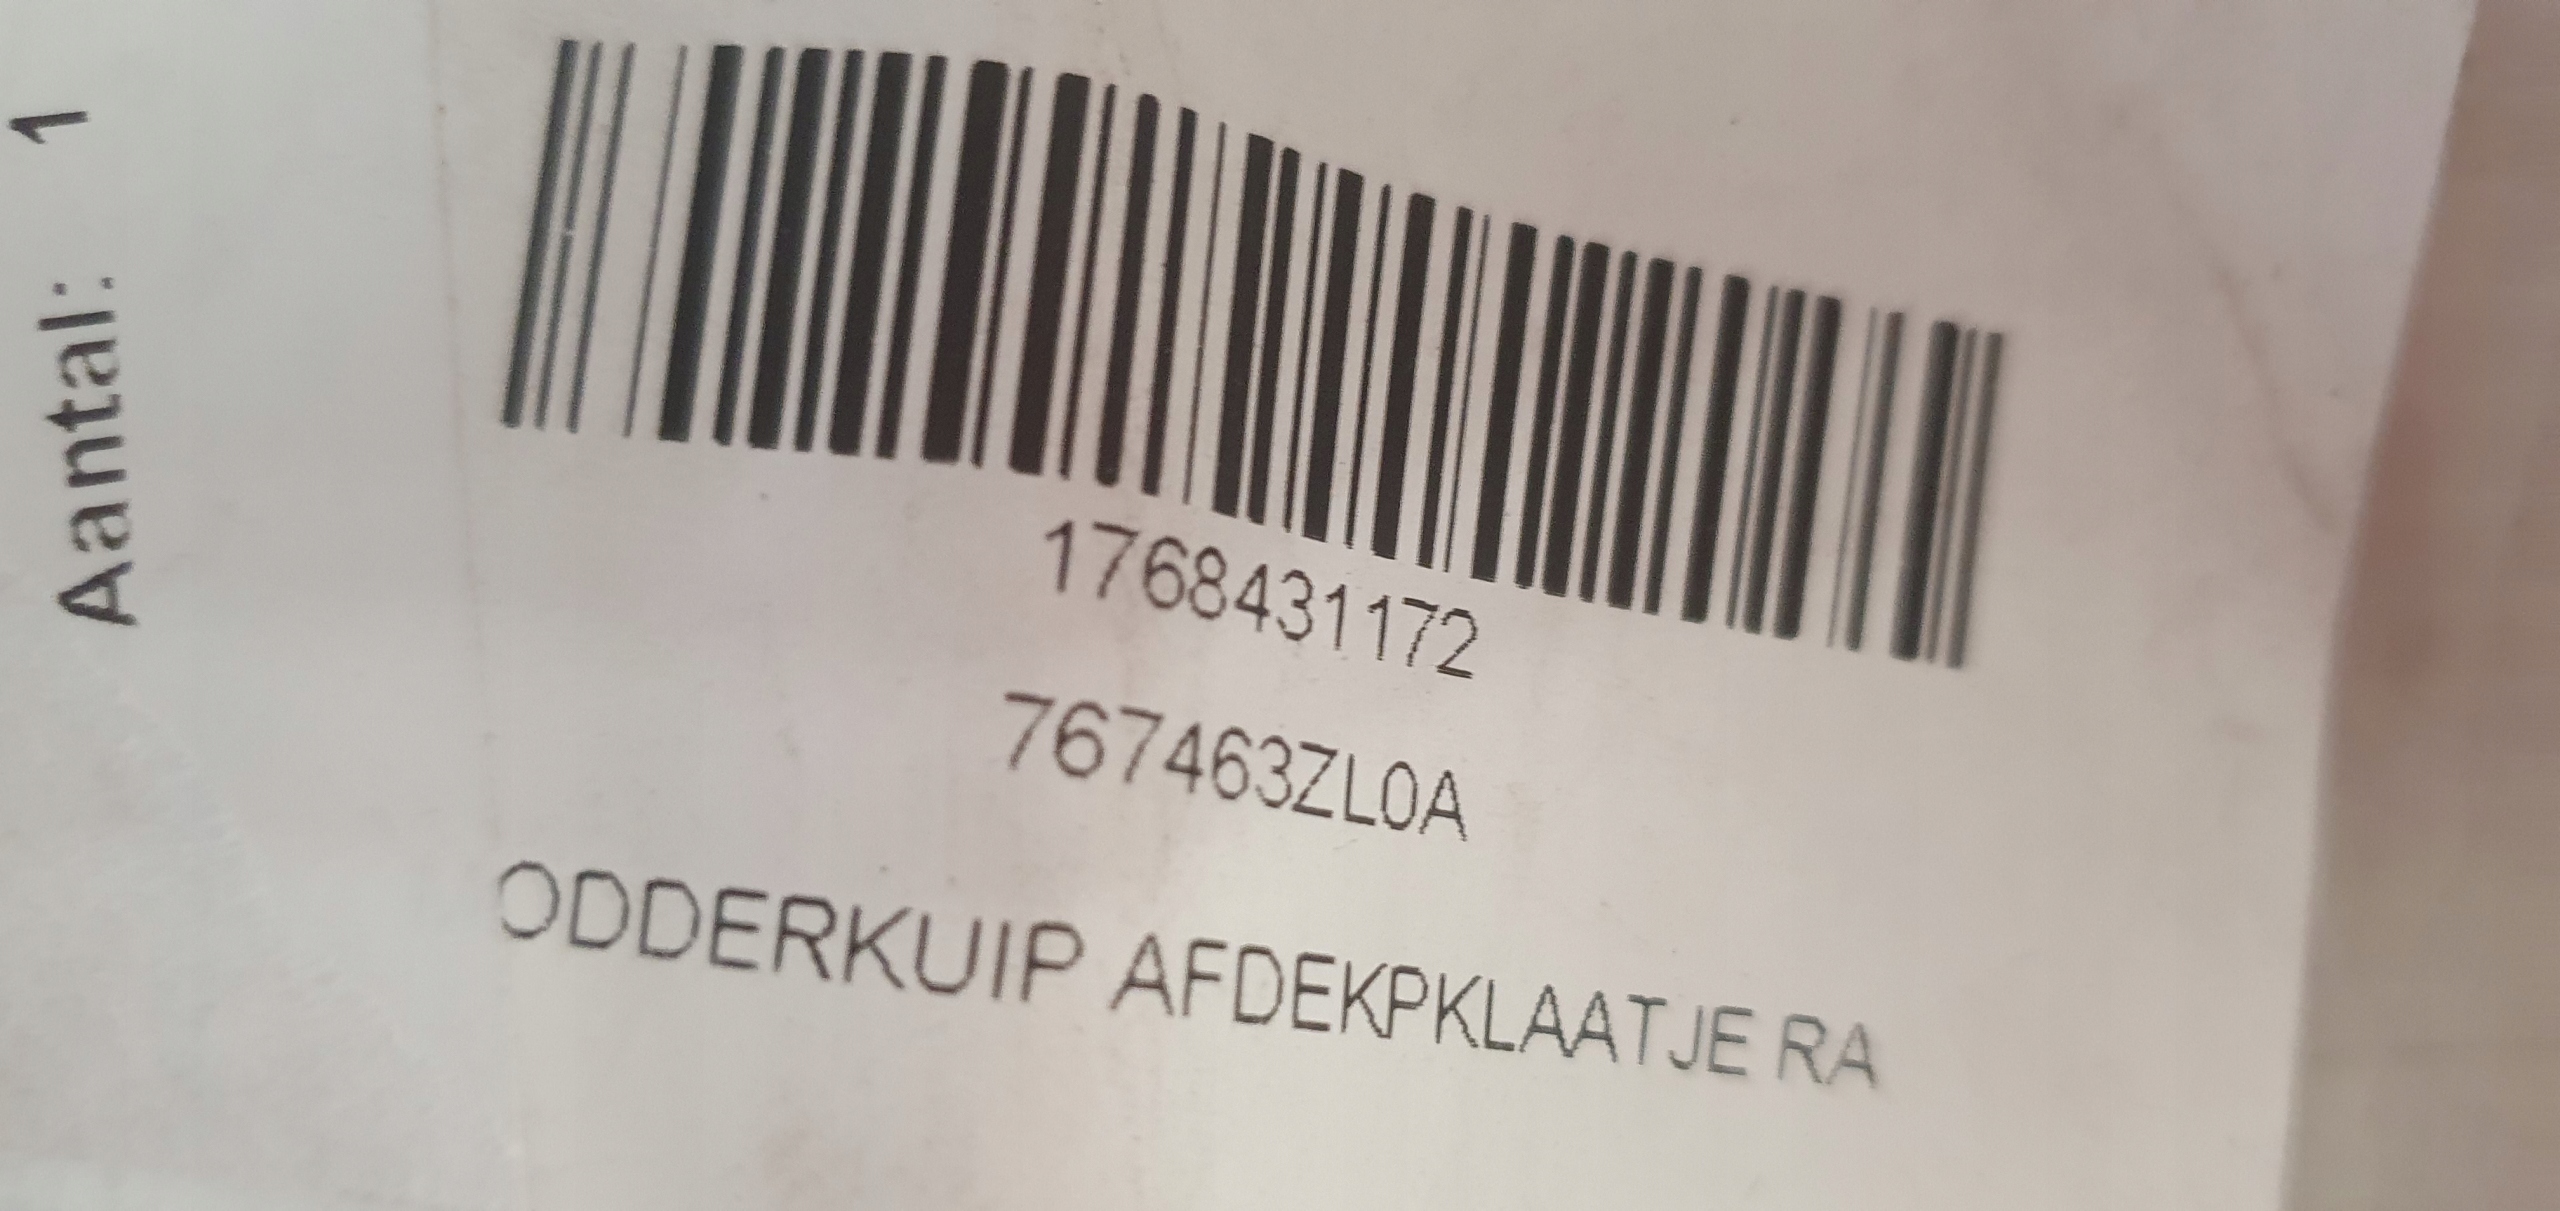 Aantal: 1
1768431172
767463ZL0A
ODDERKUIP AFDEKPKLAATJE RA